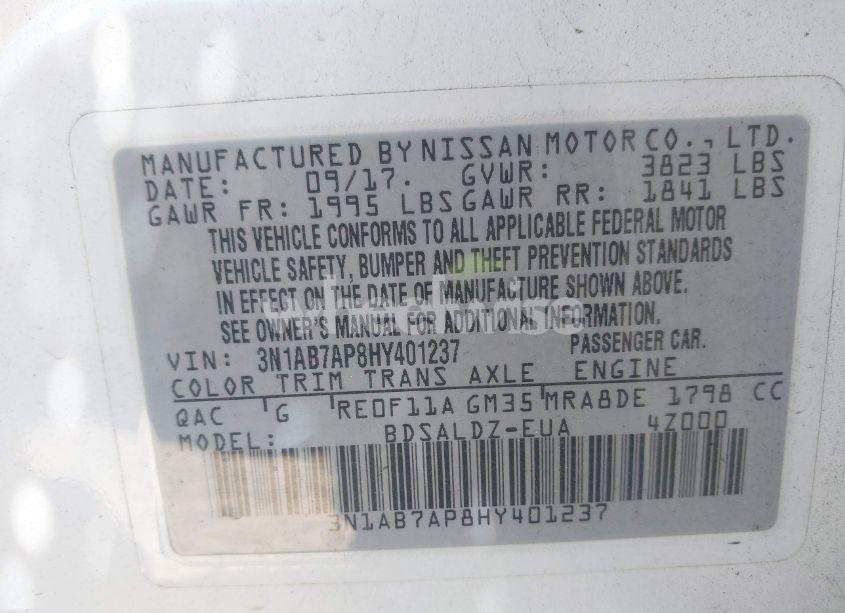 MANUFACTURED BY NISSAN MOTOR CO., LTD.
DATE: 09/17. GVWR: 3823 LBS
GAWR FR: 1995 LBS GAWR RR: 1841 LBS
THIS VEHICLE CONFORMS TO ALL APPLICABLE FEDERAL MOTOR
VEHICLE SAFETY, BUMPER AND THEFT PREVENTION STANDARDS
IN EFFECT ON THE DATE OF MANUFACTURE SHOWN ABOVE.
SEE OWNER'S MANUAL FOR ADDITIONAL INFORMATION.
VIN: 3N1AB7AP8HY401237 PASSENGER CAR.
COLOR TRIM TRANS AXLE ENGINE
QAC G RE0F11A GM35 MRA8DE 1798 CC
MODEL: BDSALDZ-EUA 4Z000
3N1AB7AP8HY401237